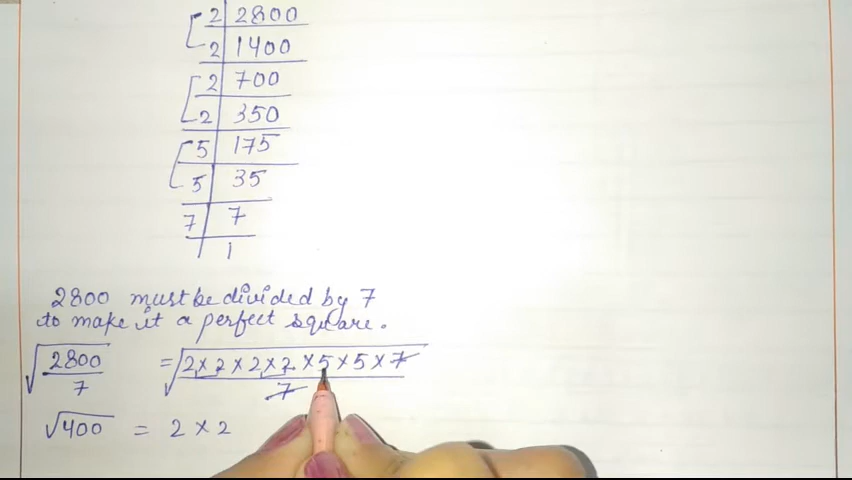 2 2800
2 1400
2 700
2 350
5 175
5 35
7 7
1
2800 must be divided by 7
to make it a perfect square.
√2800/7 = √2×2×2×2×5×5×7/7
√400 = 2×2